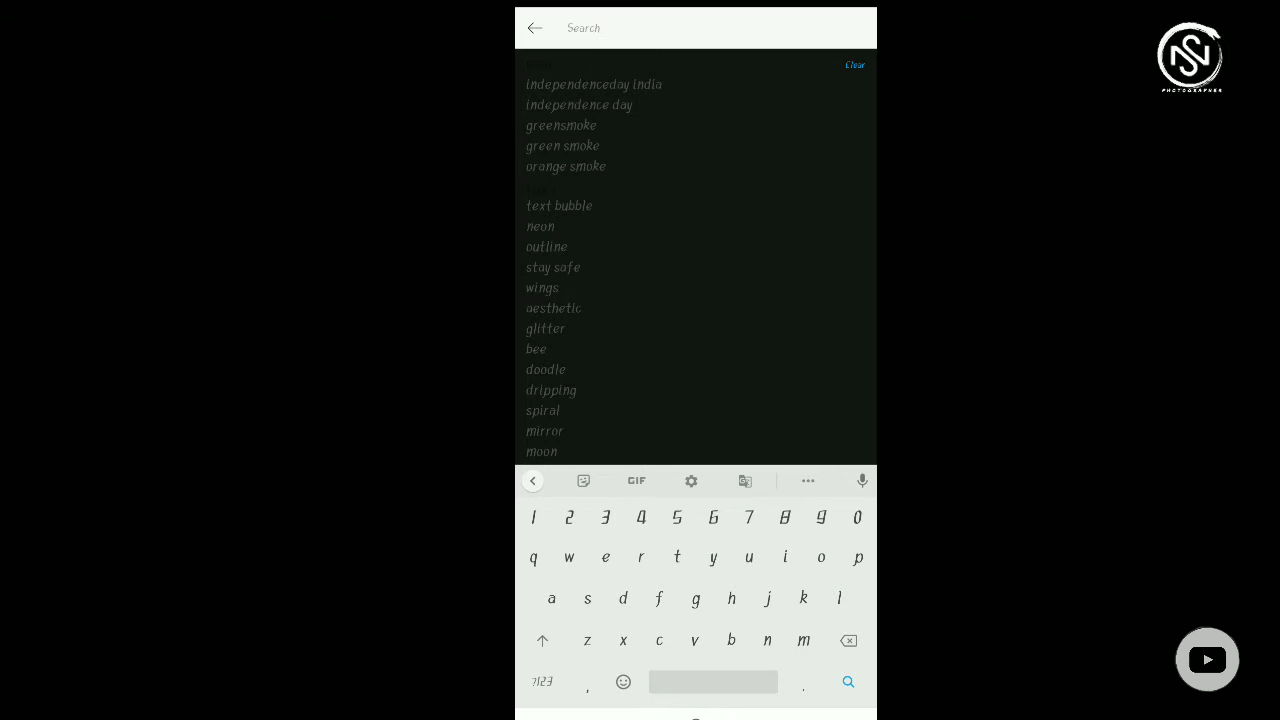 Search
Clear
independenceday india
independence day
greensmoke
green smoke
orange smoke
text bubble
neon
outline
stay safe
wings
aesthetic
glitter
bee
doodle
dripping
spiral
mirror
moon
GIF
1 2 3 4 5 6 7 8 9 0
q w e r t y u i o p
a s d f g h j k l
z x c v b n m
?123 , .
SN
PHOTOGRAPHER